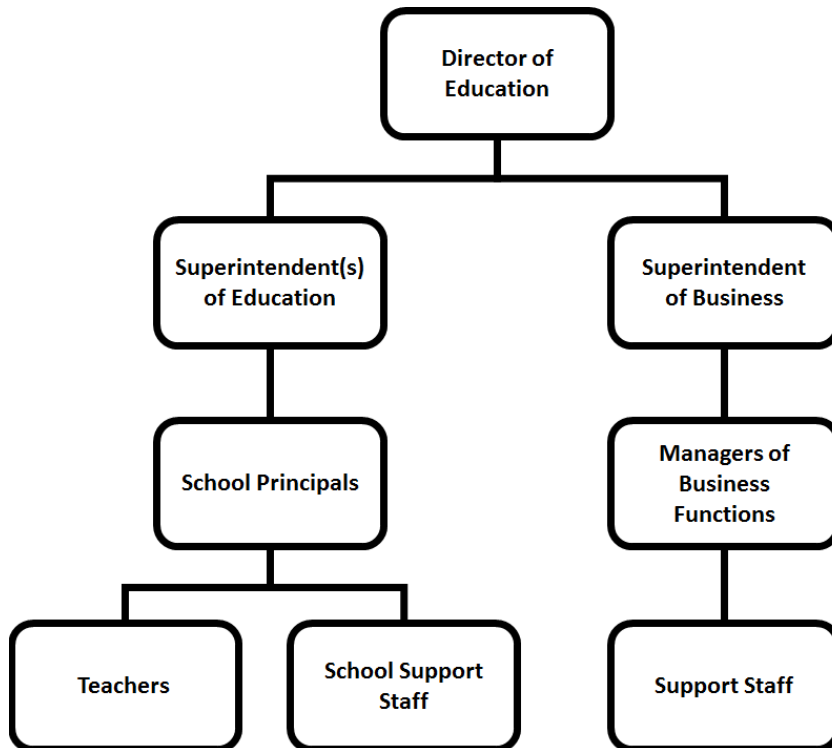 Director of
Education
Superintendent(s)
of Education
Superintendent
of Business
School Principals
Managers of
Business
Functions
Teachers
School Support
Staff
Support Staff